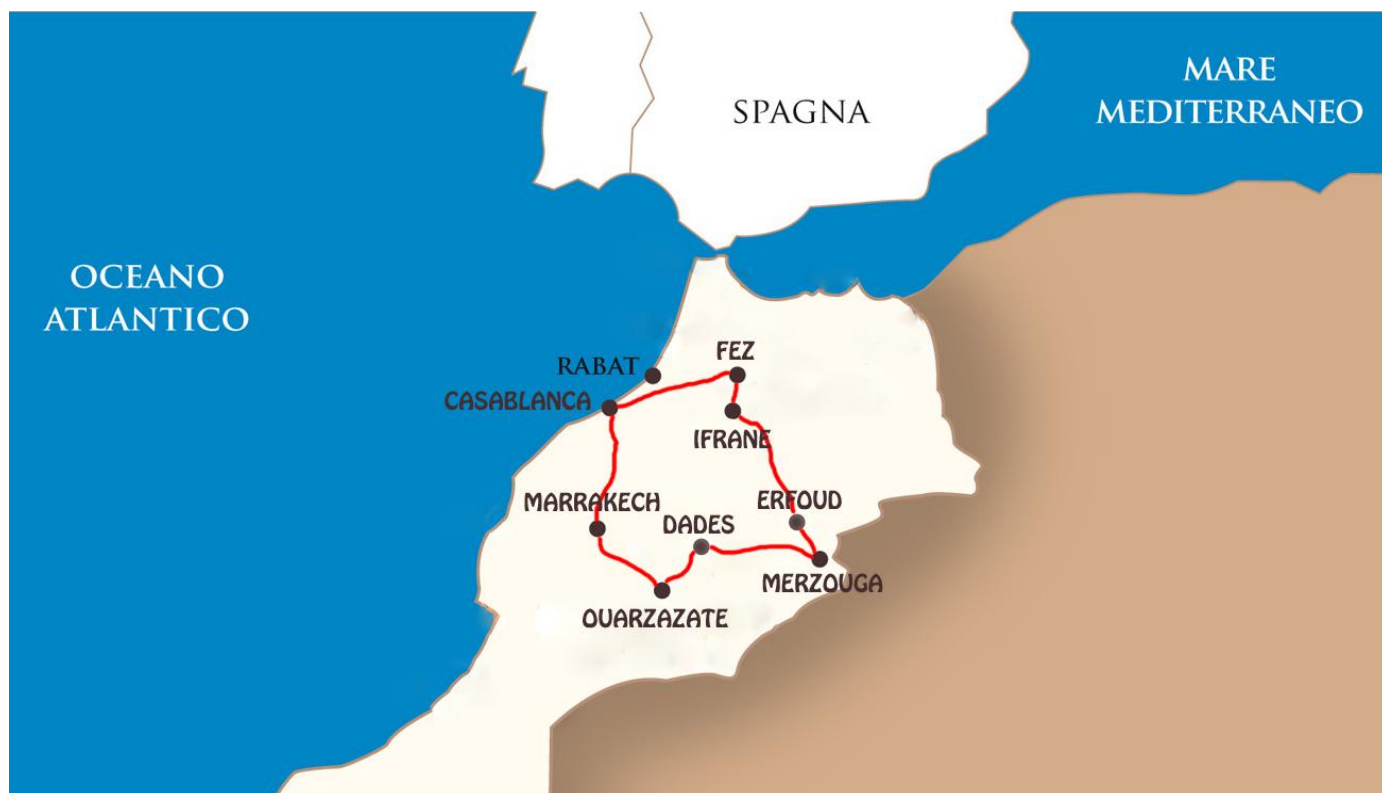 MARE
MEDITERRANEO
SPAGNA
OCEANO
ATLANTICO
FEZ
RABAT
CASABLANCA
IFRANE
MARRAKECH
ERFOUD
DADES
MERZOUGA
OUARZAZATE